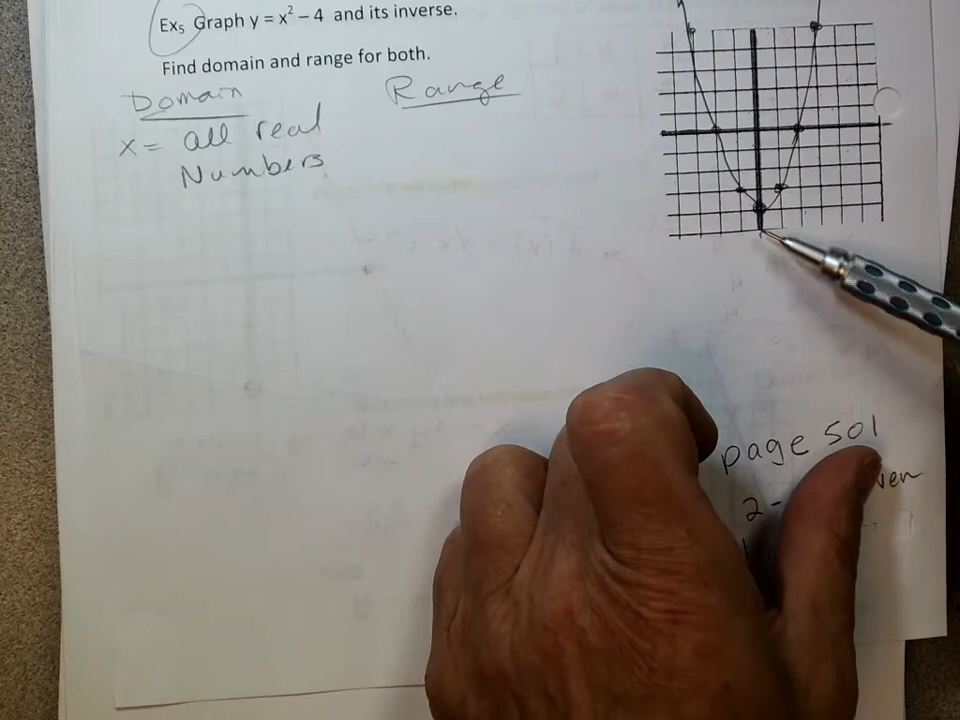 Ex₅ Graph y = x² – 4 and its inverse.
Find domain and range for both.
Domain
Range
x = all real
Numbers
page 501
2-